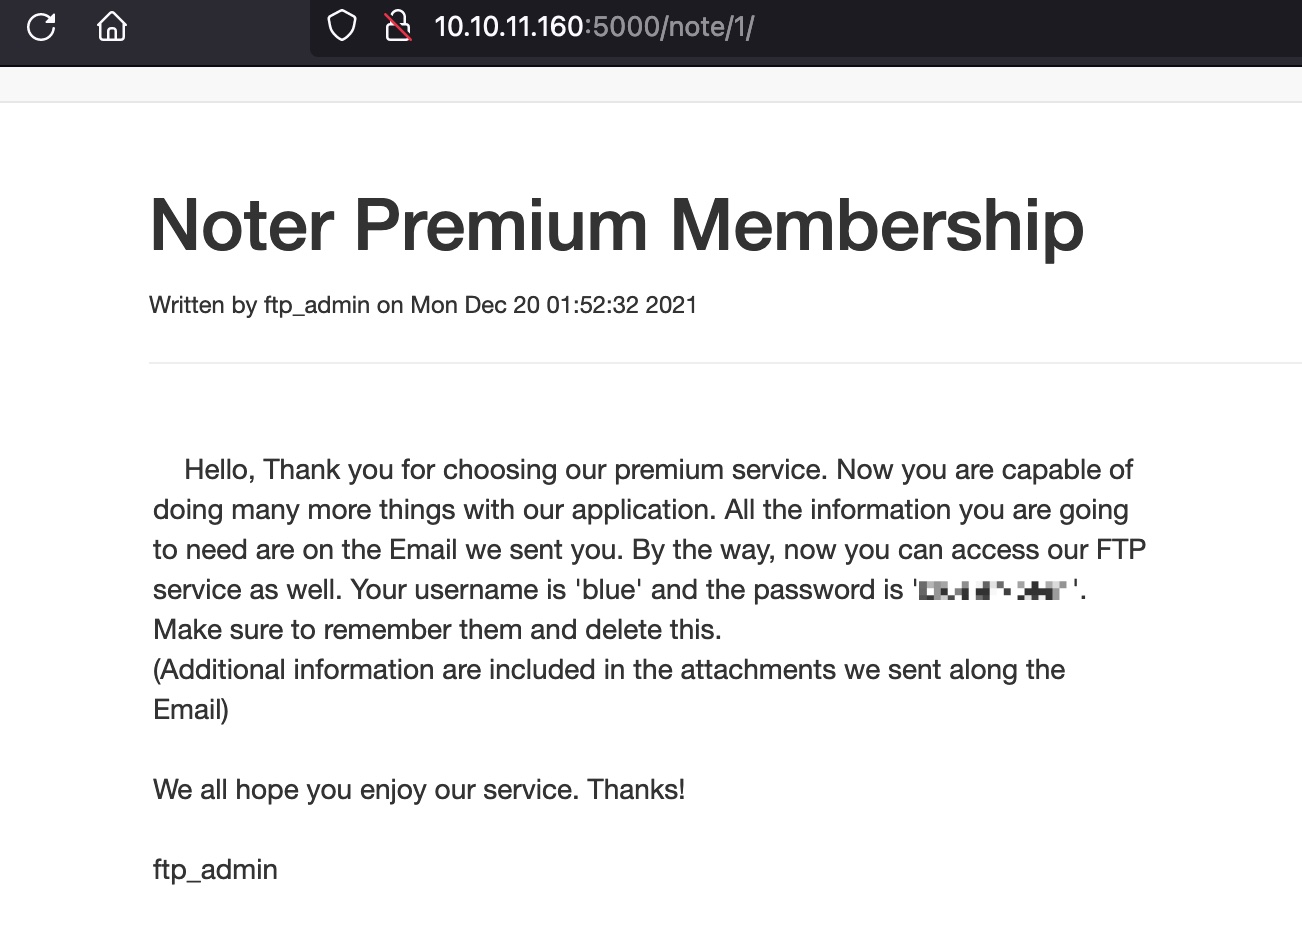 10.10.11.160:5000/note/1/
Noter Premium Membership
Written by ftp_admin on Mon Dec 20 01:52:32 2021
Hello, Thank you for choosing our premium service. Now you are capable of
doing many more things with our application. All the information you are going
to need are on the Email we sent you. By the way, now you can access our FTP
service as well. Your username is 'blue' and the password is ' '.
Make sure to remember them and delete this.
(Additional information are included in the attachments we sent along the
Email)
We all hope you enjoy our service. Thanks!
ftp_admin